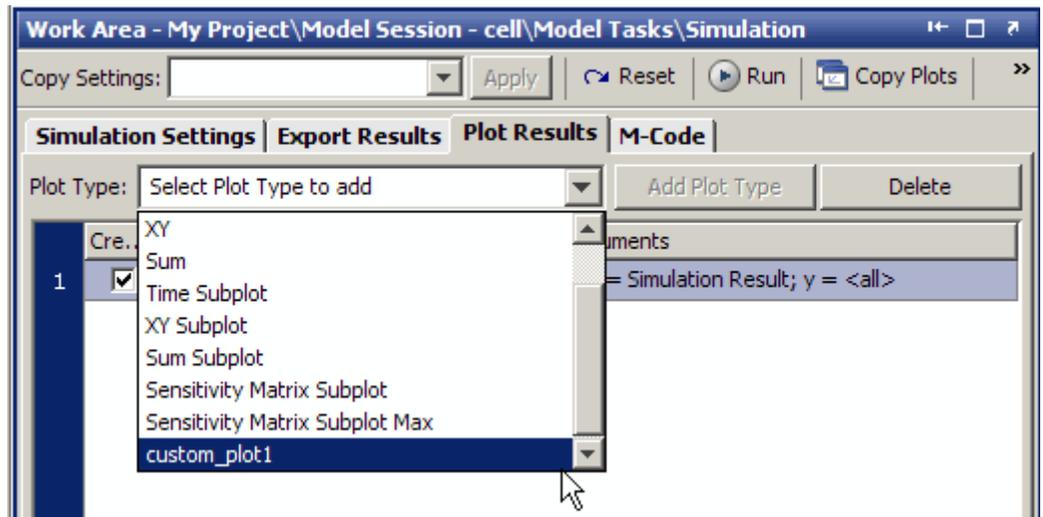 Work Area - My Project\Model Session - cell\Model Tasks\Simulation
Copy Settings: Apply Reset Run Copy Plots »
Simulation Settings Export Results Plot Results M-Code
Plot Type: Select Plot Type to add Add Plot Type Delete
Cre..
XY
Sum
1 = Simulation Result; y = <all>
Time Subplot
XY Subplot
Sum Subplot
Sensitivity Matrix Subplot
Sensitivity Matrix Subplot Max
custom_plot1